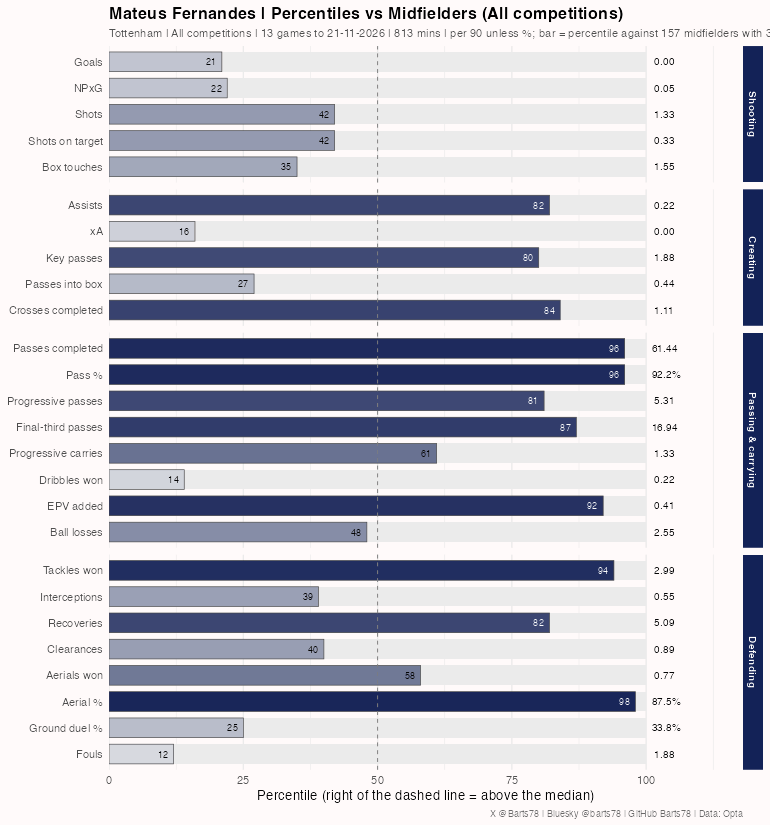 Mateus Fernandes | Percentiles vs Midfielders (All competitions)
Tottenham | All competitions | 13 games to 21-11-2026 | 813 mins | per 90 unless %; bar = percentile against 157 midfielders with 3
Goals 21 0.00
NPxG 22 0.05
Shots 42 1.33
Shots on target 42 0.33
Box touches 35 1.55
Shooting
Assists 82 0.22
xA 16 0.00
Key passes 80 1.88
Passes into box 27 0.44
Crosses completed 84 1.11
Creating
Passes completed 96 61.44
Pass % 96 92.2%
Progressive passes 81 5.31
Final-third passes 87 16.94
Progressive carries 61 1.33
Dribbles won 14 0.22
EPV added 92 0.41
Ball losses 48 2.55
Passing & carrying
Tackles won 94 2.99
Interceptions 39 0.55
Recoveries 82 5.09
Clearances 40 0.89
Aerials won 58 0.77
Aerial % 98 87.5%
Ground duel % 25 33.8%
Fouls 12 1.88
Defending
0 25 50 75 100
Percentile (right of the dashed line = above the median)
X @Barts78 | Bluesky @barts78 | GitHub Barts78 | Data: Opta